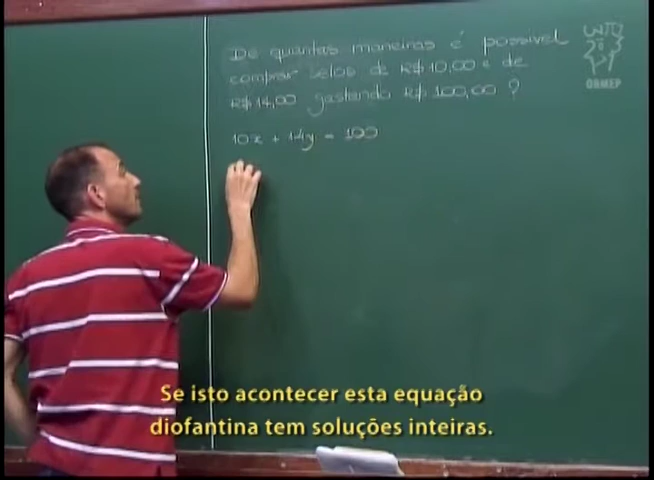 De quantas maneiras é possível
comprar selos de R$10,00 e de
R$14,00 gastando R$ 100,00 ?
OBMEP
10x + 14y = 100
Se isto acontecer esta equação
diofantina tem soluções inteiras.